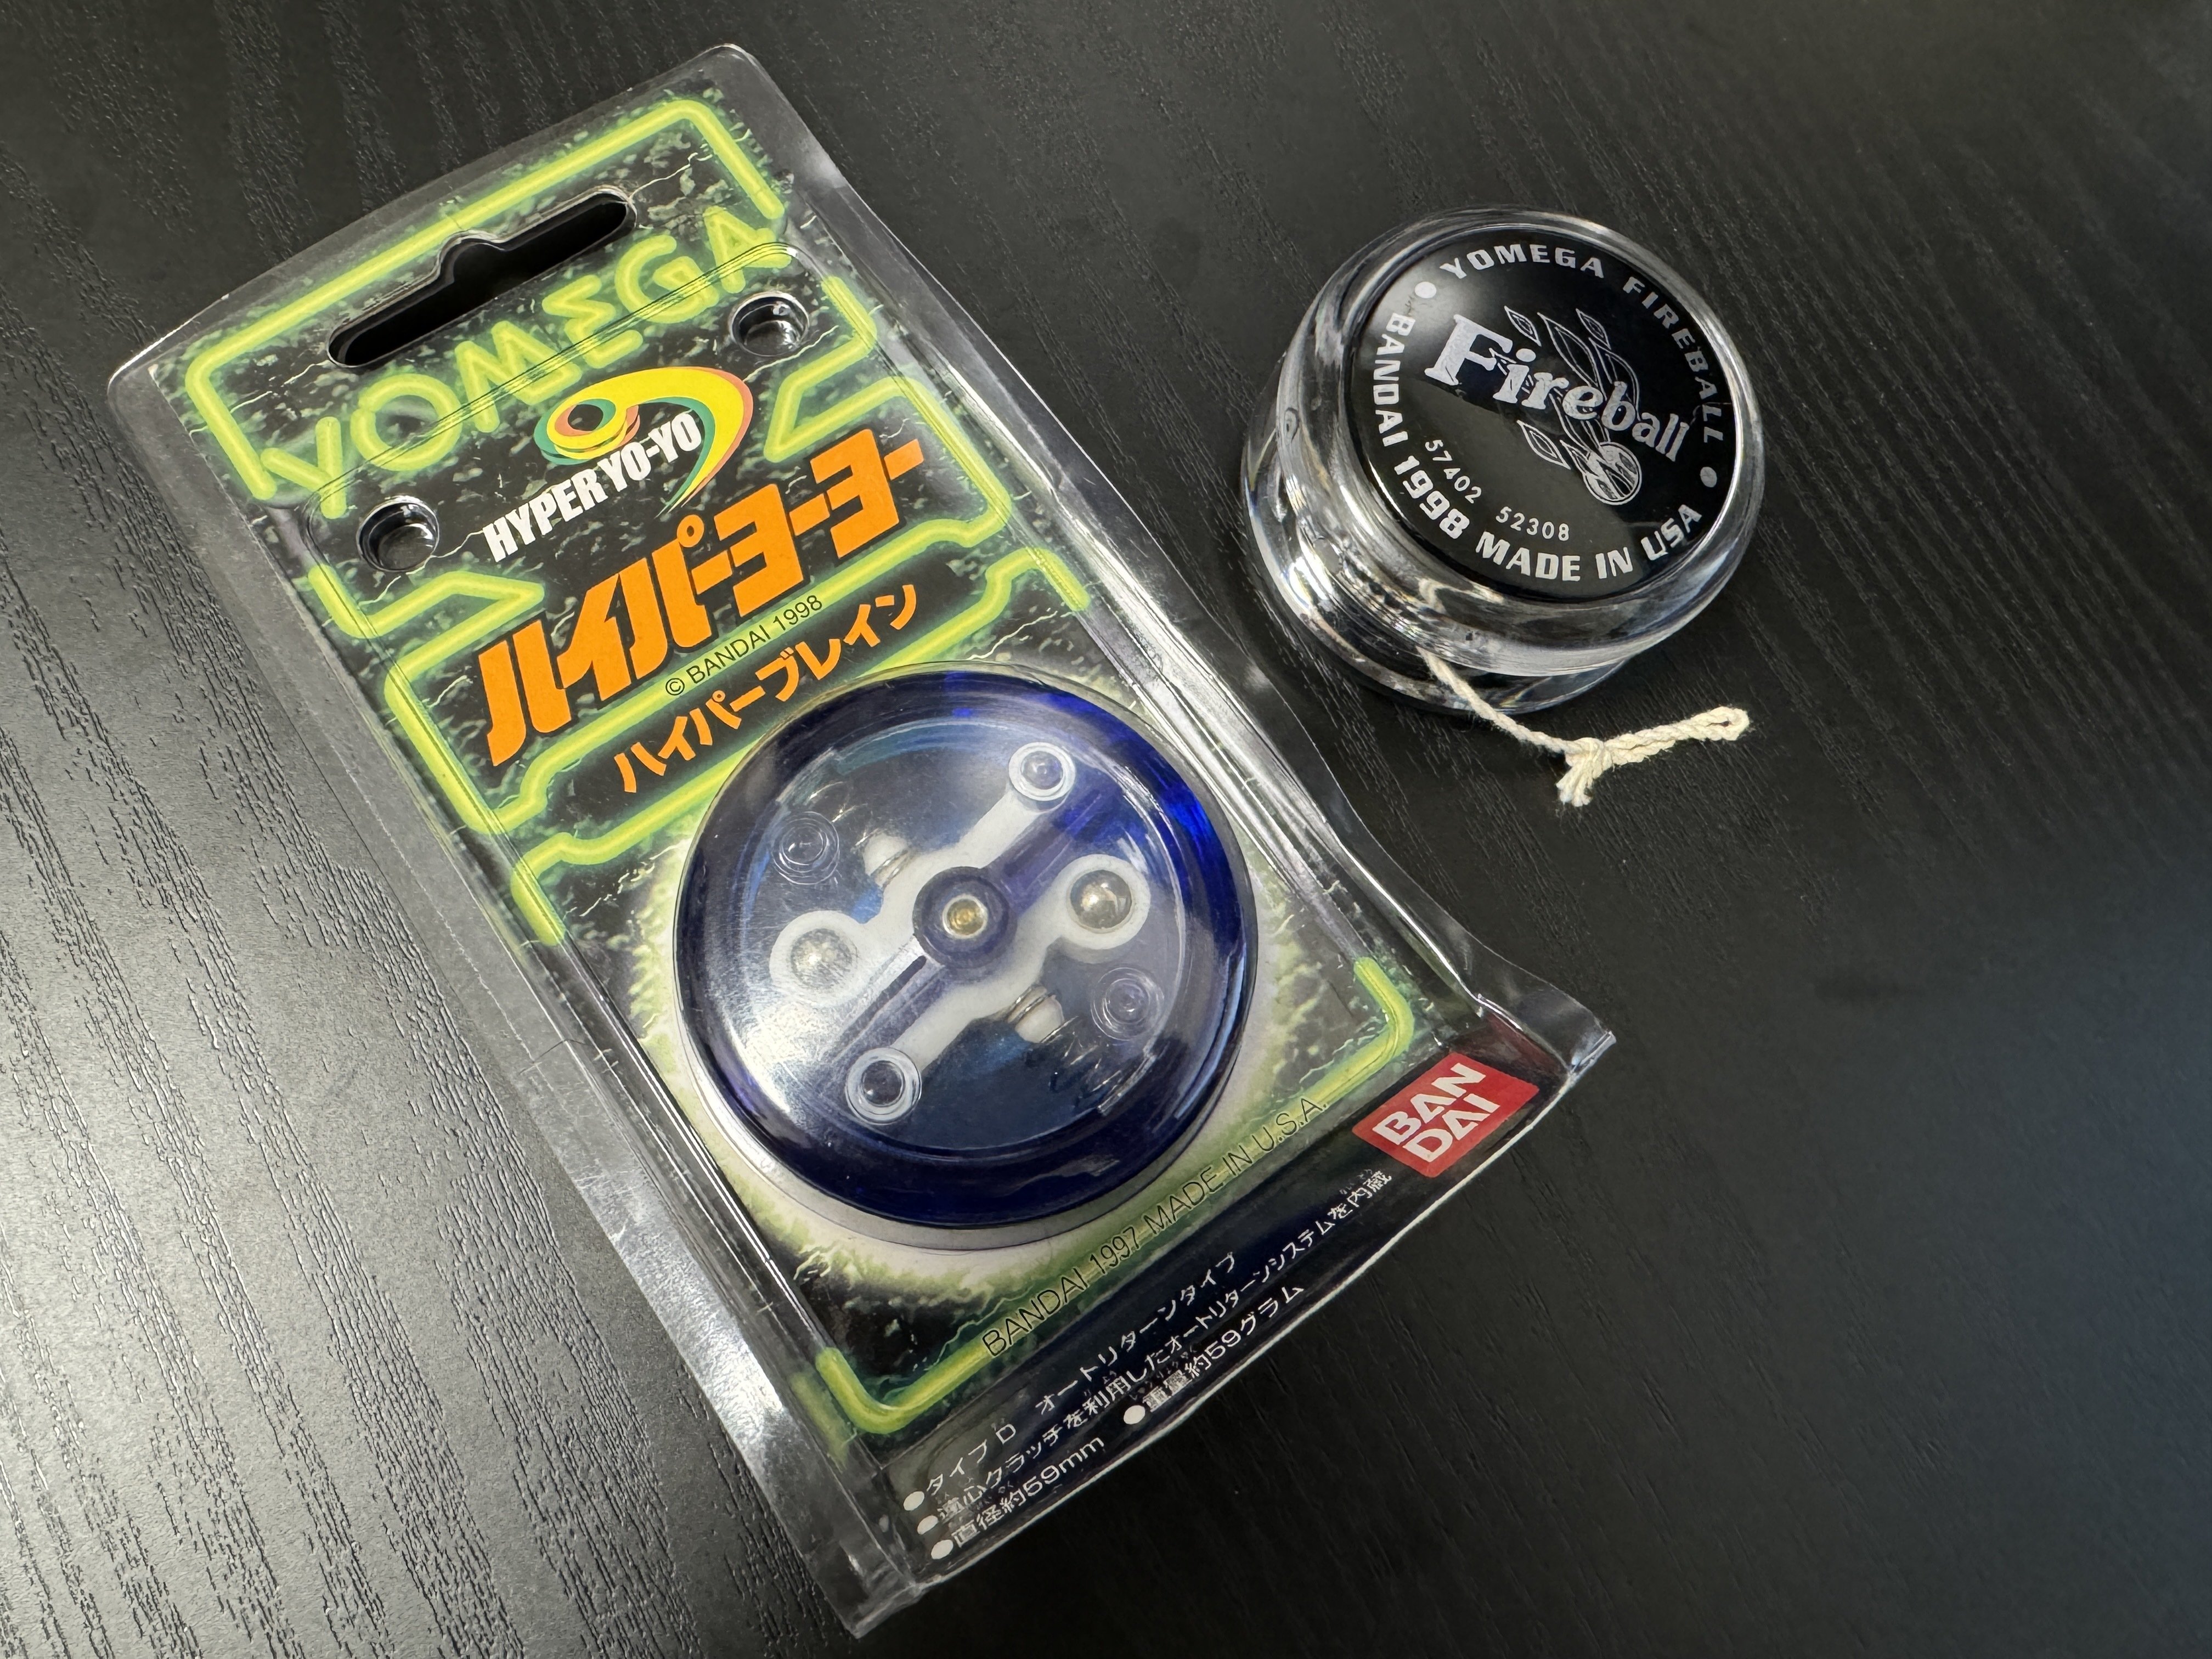 YOMEGA
HYPER YO-YO
ハイパーヨーヨー
© BANDAI 1998
ハイパーブレイン
BANDAI 1997 MADE IN U.S.A.
BAN
DAI
●タイプD オートリターンタイプ
●遠心クラッチを利用したオートリターンシステムを内蔵
●直径約59mm ●重量約59グラム
YOMEGA FIREBALL
Fireball
57402 52308
BANDAI 1998 MADE IN USA